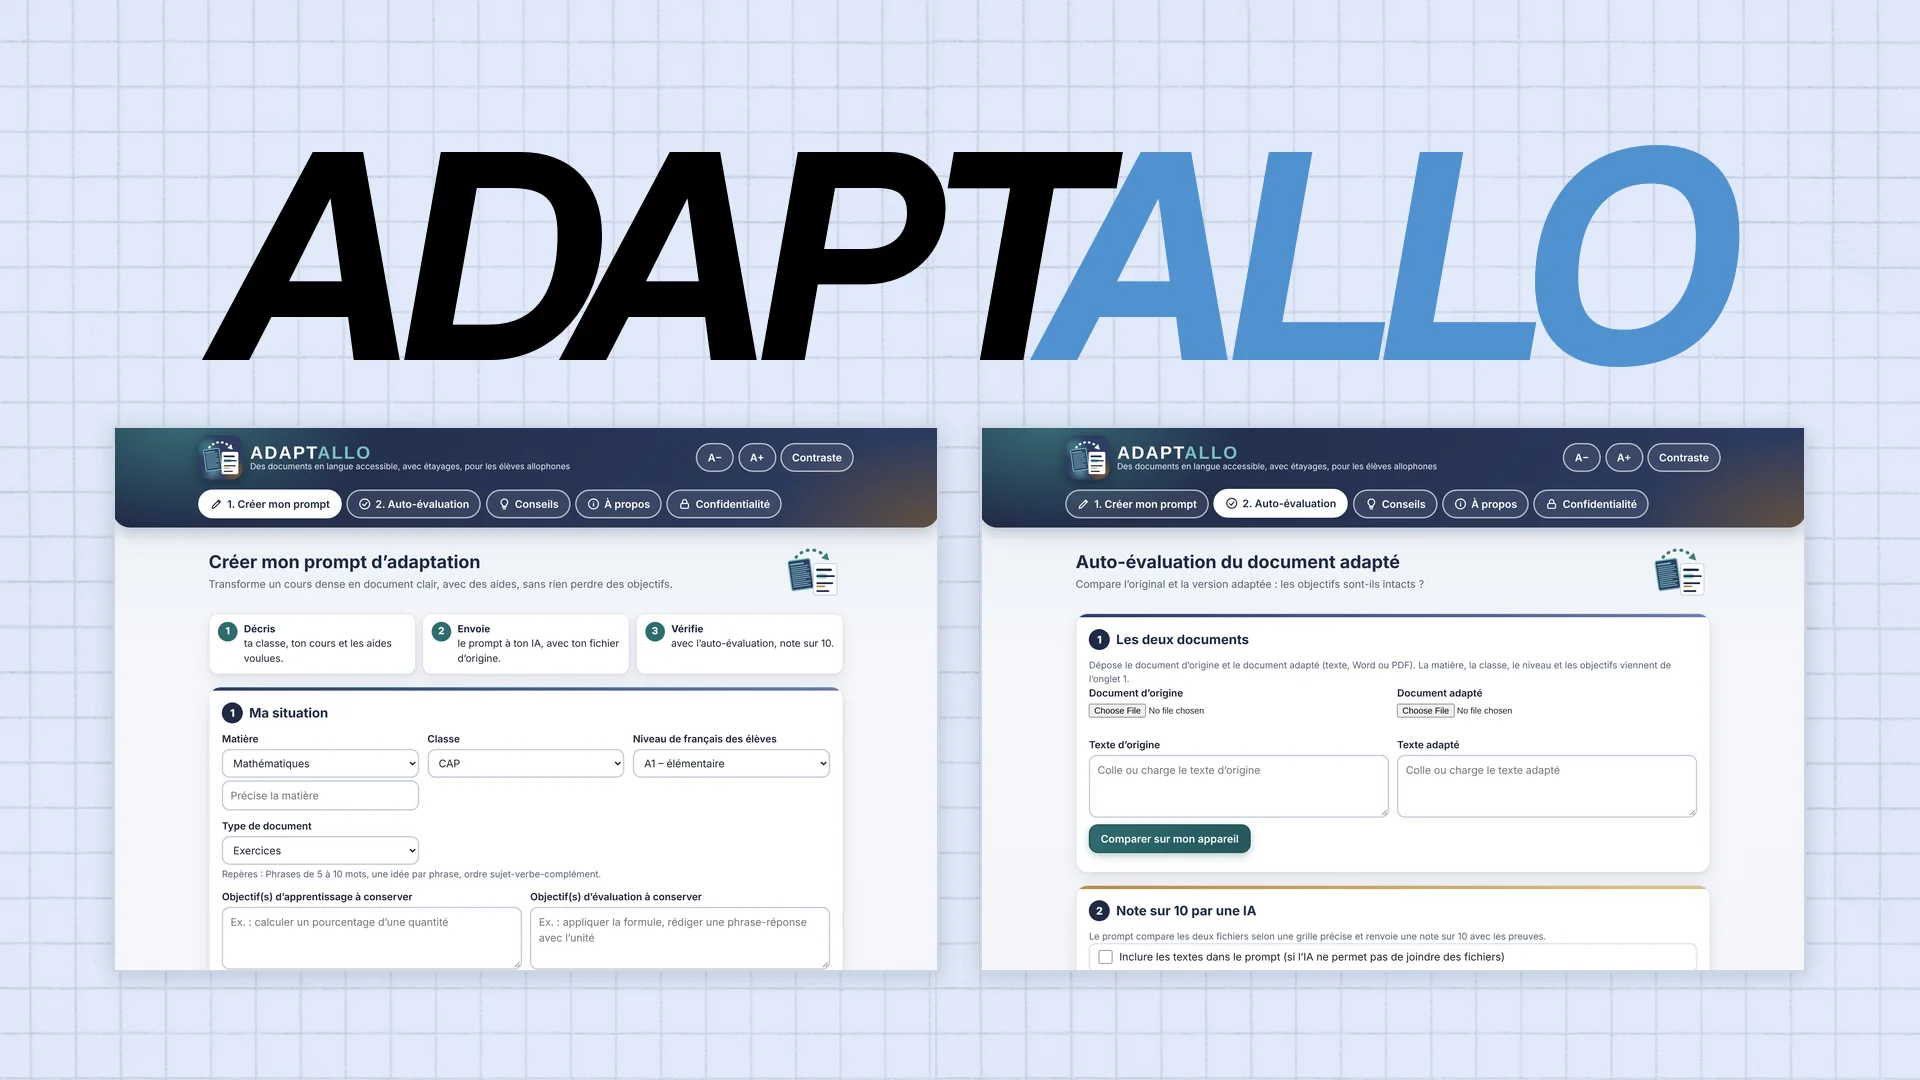 ADAPTALLO
ADAPTALLO
Des documents en langue accessible, avec étayages, pour les élèves allophones
A−
A+
Contraste
1. Créer mon prompt
2. Auto-évaluation
Conseils
À propos
Confidentialité
Créer mon prompt d’adaptation
Transforme un cours dense en document clair, avec des aides, sans rien perdre des objectifs.
1
Décris
ta classe, ton cours et les aides
voulues.
2
Envoie
le prompt à ton IA, avec ton fichier
d’origine.
3
Vérifie
avec l’auto-évaluation, note sur 10.
1 Ma situation
Matière
Mathématiques
Précise la matière
Classe
CAP
Niveau de français des élèves
A1 – élémentaire
Type de document
Exercices
Repères : Phrases de 5 à 10 mots, une idée par phrase, ordre sujet-verbe-complément.
Objectif(s) d’apprentissage à conserver
Ex. : calculer un pourcentage d’une quantité
Objectif(s) d’évaluation à conserver
Ex. : appliquer la formule, rédiger une phrase-réponse
avec l’unité
ADAPTALLO
Des documents en langue accessible, avec étayages, pour les élèves allophones
A−
A+
Contraste
1. Créer mon prompt
2. Auto-évaluation
Conseils
À propos
Confidentialité
Auto-évaluation du document adapté
Compare l’original et la version adaptée : les objectifs sont-ils intacts ?
1 Les deux documents
Dépose le document d’origine et le document adapté (texte, Word ou PDF). La matière, la classe, le niveau et les objectifs viennent de
l’onglet 1.
Document d’origine
Choose File No file chosen
Document adapté
Choose File No file chosen
Texte d’origine
Colle ou charge le texte d’origine
Texte adapté
Colle ou charge le texte adapté
Comparer sur mon appareil
2 Note sur 10 par une IA
Le prompt compare les deux fichiers selon une grille précise et renvoie une note sur 10 avec les preuves.
Inclure les textes dans le prompt (si l’IA ne permet pas de joindre des fichiers)